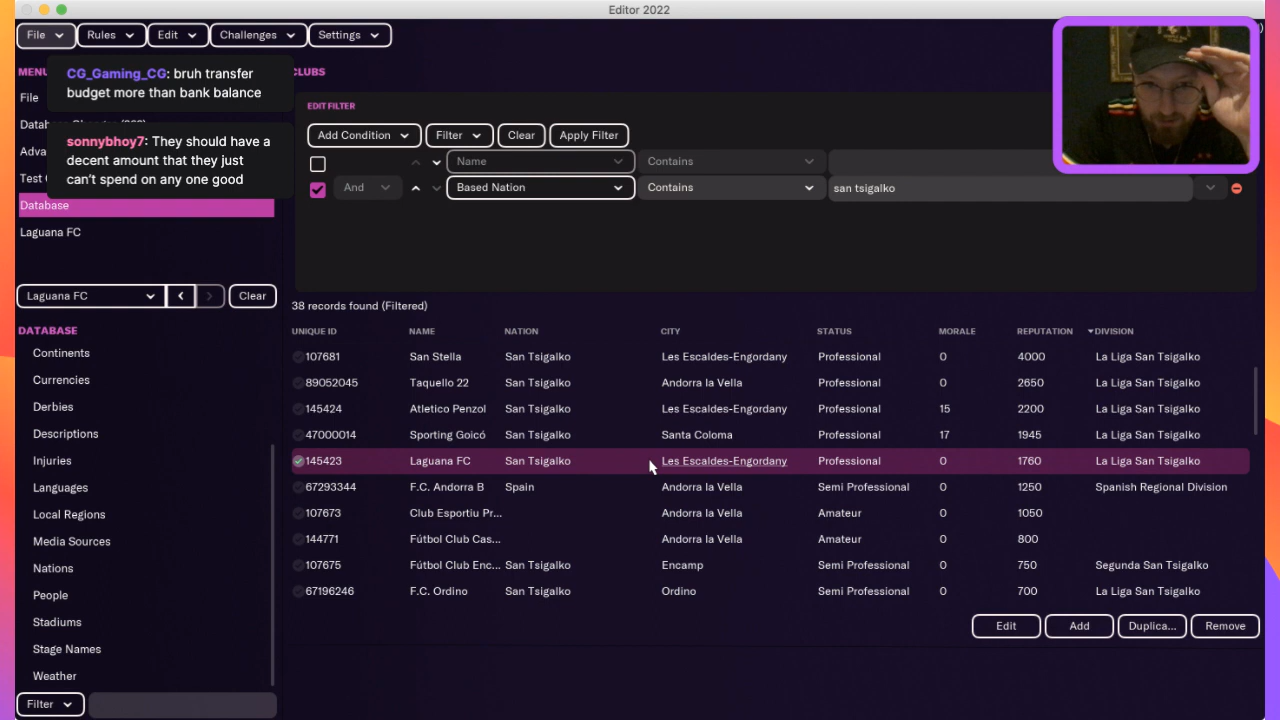 Editor 2022
File Rules Edit Challenges Settings
CG_Gaming_CG: bruh transfer
budget more than bank balance
sonnybhoy7: They should have a
decent amount that they just
can't spend on any one good
MENU
File
Database
Laguana FC
Laguana FC Clear
DATABASE
Continents
Currencies
Derbies
Descriptions
Injuries
Languages
Local Regions
Media Sources
Nations
People
Stadiums
Stage Names
Weather
Filter
CLUBS
EDIT FILTER
Add Condition Filter Clear Apply Filter
Name Contains
And Based Nation Contains san tsigalko
38 records found (Filtered)
UNIQUE ID NAME NATION CITY STATUS MORALE REPUTATION DIVISION
107681 San Stella San Tsigalko Les Escaldes-Engordany Professional 0 4000 La Liga San Tsigalko
89052045 Taquello 22 San Tsigalko Andorra la Vella Professional 0 2650 La Liga San Tsigalko
145424 Atletico Penzol San Tsigalko Les Escaldes-Engordany Professional 15 2200 La Liga San Tsigalko
47000014 Sporting Goicó San Tsigalko Santa Coloma Professional 17 1945 La Liga San Tsigalko
145423 Laguana FC San Tsigalko Les Escaldes-Engordany Professional 0 1760 La Liga San Tsigalko
67293344 F.C. Andorra B Spain Andorra la Vella Semi Professional 0 1250 Spanish Regional Division
107673 Club Esportiu Pr... Andorra la Vella Amateur 0 1050
144771 Fútbol Club Cas... Andorra la Vella Amateur 0 800
107675 Fútbol Club Enc... San Tsigalko Encamp Semi Professional 0 750 Segunda San Tsigalko
67196246 F.C. Ordino San Tsigalko Ordino Semi Professional 0 700 La Liga San Tsigalko
Edit Add Duplica... Remove